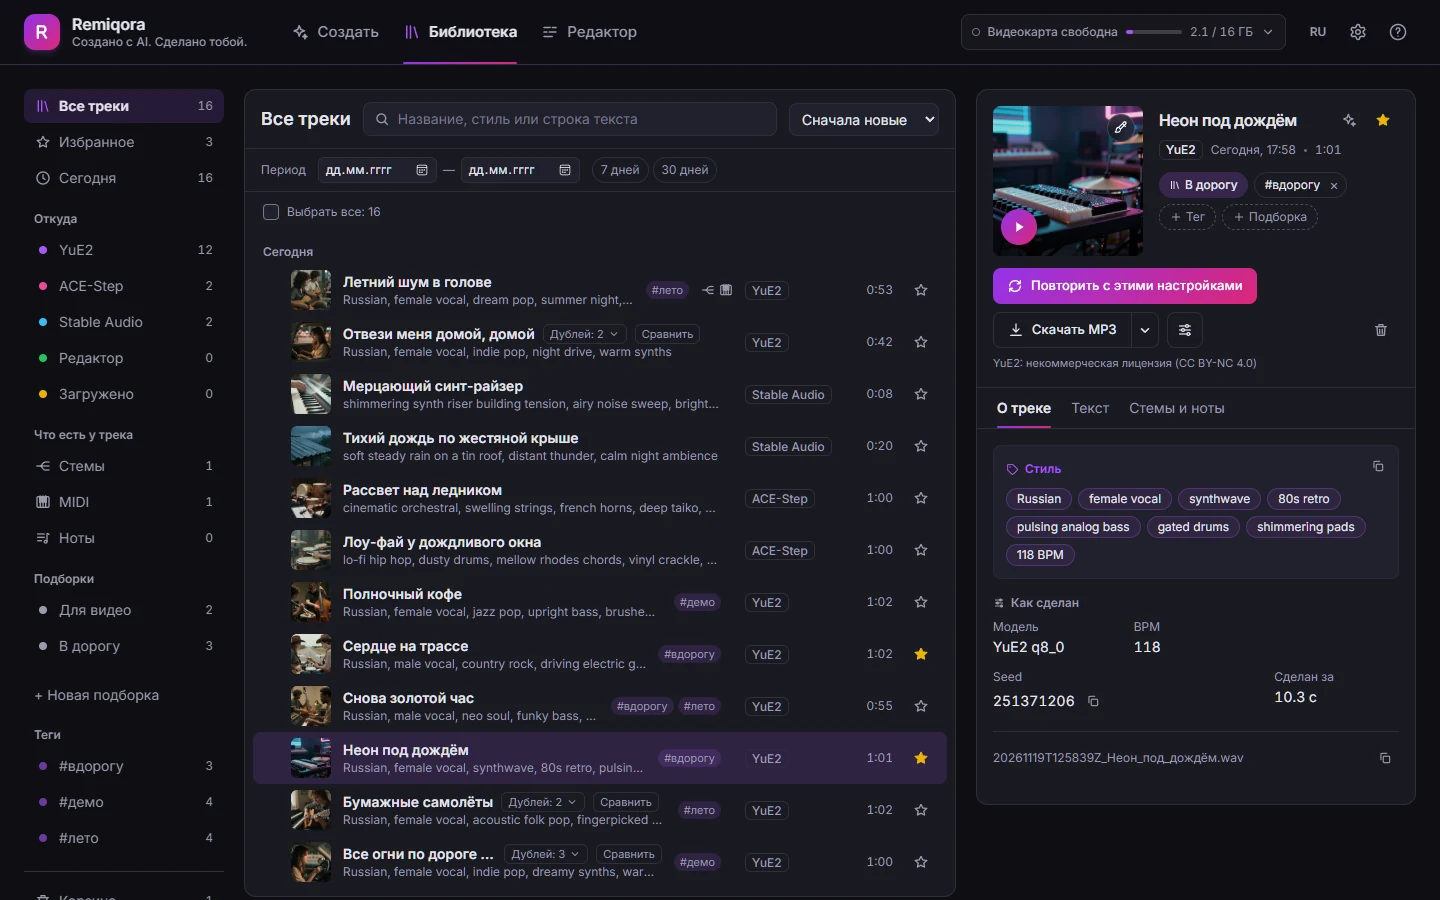 R
Remiqora
Создано с AI. Сделано тобой.
Создать
Библиотека
Редактор
Видеокарта свободна
2.1 / 16 ГБ
RU
Все треки 16
Избранное 3
Сегодня 16
Откуда
YuE2 12
ACE-Step 2
Stable Audio 2
Редактор 0
Загружено 0
Что есть у трека
Стемы 1
MIDI 1
Ноты 0
Подборки
Для видео 2
В дорогу 3
+ Новая подборка
Теги
#вдорогу 3
#демо 4
#лето 4
Корзина 1
Все треки
Название, стиль или строка текста
Сначала новые
Период дд.мм.гггг — дд.мм.гггг 7 дней 30 дней
Выбрать все: 16
Сегодня
Летний шум в голове
Russian, female vocal, dream pop, summer night,...
#лето YuE2 0:53
Отвези меня домой, домой Дублей: 2 Сравнить
Russian, female vocal, indie pop, night drive, warm synths
YuE2 0:42
Мерцающий синт-райзер
shimmering synth riser building tension, airy noise sweep, bright...
Stable Audio 0:08
Тихий дождь по жестяной крыше
soft steady rain on a tin roof, distant thunder, calm night ambience
Stable Audio 0:20
Рассвет над ледником
cinematic orchestral, swelling strings, french horns, deep taiko, ...
ACE-Step 1:00
Лоу-фай у дождливого окна
lo-fi hip hop, dusty drums, mellow rhodes chords, vinyl crackle, ...
ACE-Step 1:00
Полночный кофе
Russian, female vocal, jazz pop, upright bass, brushe...
#демо YuE2 1:02
Сердце на трассе
Russian, male vocal, country rock, driving electric g...
#вдорогу YuE2 1:02
Снова золотой час
Russian, male vocal, neo soul, funky bass, ...
#вдорогу #лето YuE2 0:55
Неон под дождём
Russian, female vocal, synthwave, 80s retro, pulsin...
#вдорогу YuE2 1:01
Бумажные самолёты Дублей: 2 Сравнить
Russian, female vocal, acoustic folk pop, fingerpicked ...
#лето YuE2 1:02
Все огни по дороге ... Дублей: 3 Сравнить
Russian, female vocal, indie pop, dreamy synths, war...
#демо YuE2 1:00
Неон под дождём
YuE2 Сегодня, 17:58 • 1:01
В дорогу #вдорогу ×
+ Тег + Подборка
Повторить с этими настройками
Скачать MP3
YuE2: некоммерческая лицензия (CC BY-NC 4.0)
О треке Текст Стемы и ноты
Стиль
Russian female vocal synthwave 80s retro
pulsing analog bass gated drums shimmering pads
118 BPM
Как сделан
Модель BPM
YuE2 q8_0 118
Seed Сделан за
251371206 10.3 с
20261119T125839Z_Неон_под_дождём.wav